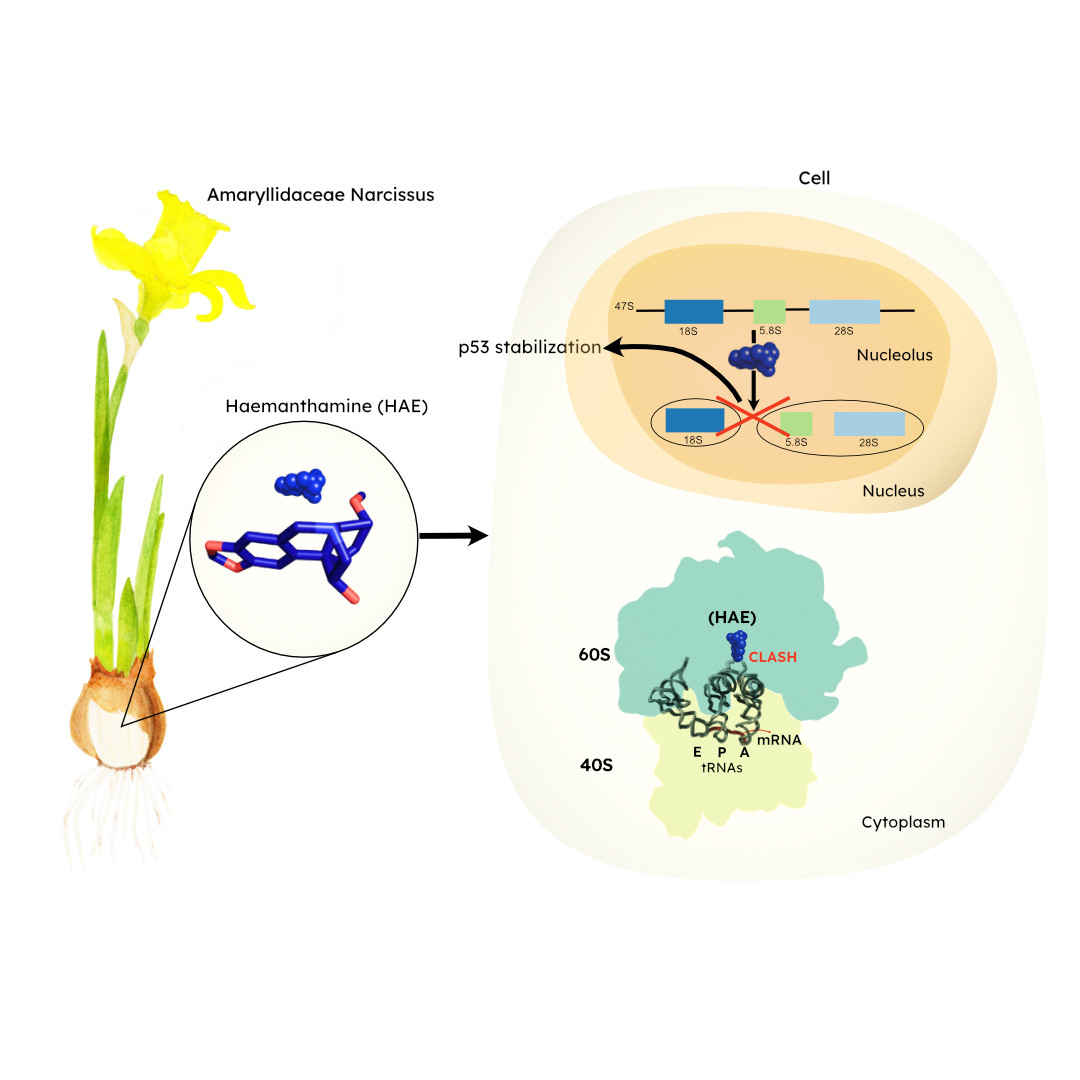 Amaryllidaceae Narcissus
Haemanthamine (HAE)
Cell
47S
18S
5.8S
28S
p53 stabilization
Nucleolus
18S
5.8S
28S
Nucleus
(HAE)
60S
CLASH
mRNA
E P A
tRNAs
40S
Cytoplasm